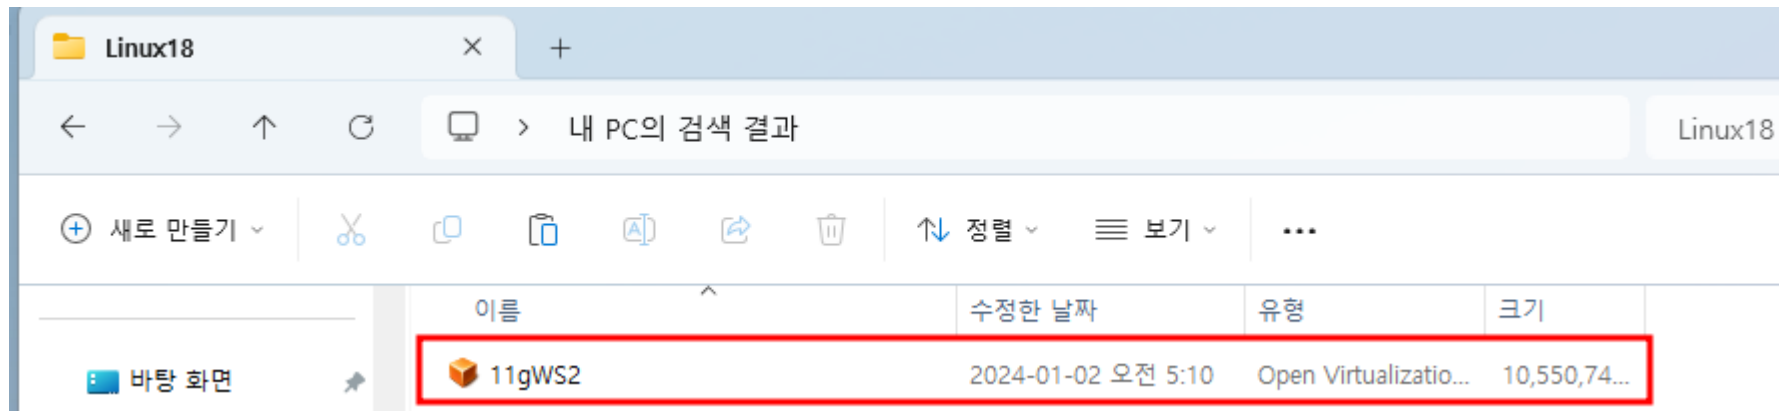 Linux18
내 PC의 검색 결과
Linux18
새로 만들기
정렬
보기
이름
수정한 날짜
유형
크기
바탕 화면
11gWS2
2024-01-02 오전 5:10
Open Virtualizatio...
10,550,74...